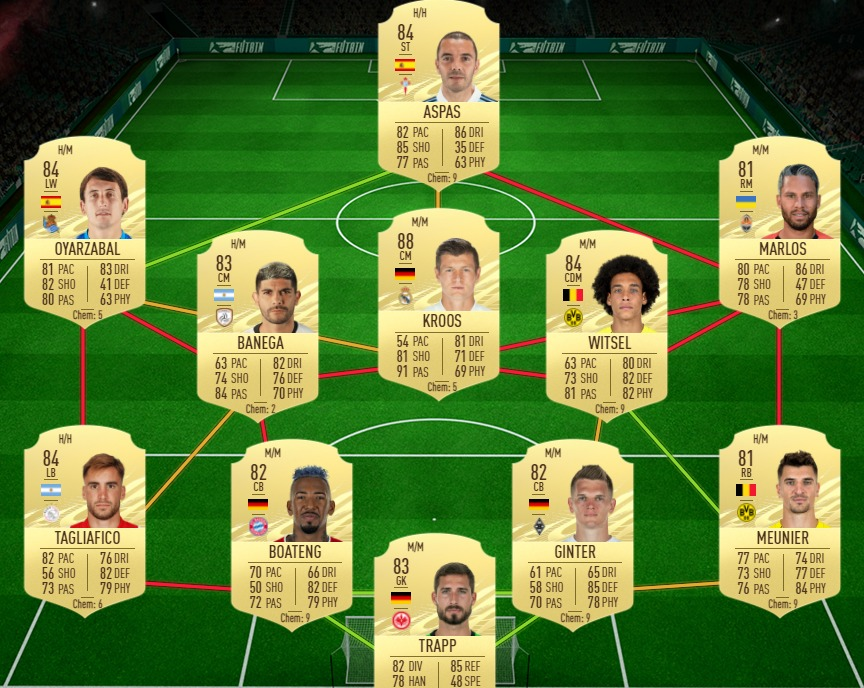 FUTBIN
FUTBIN
FUTBIN
FUTBIN
H/H
84
ST
ASPAS
82 PAC 86 DRI
85 SHO 35 DEF
77 PAS 63 PHY
Chem: 9
H/M
84
LW
OYARZABAL
81 PAC 83 DRI
82 SHO 41 DEF
80 PAS 63 PHY
Chem: 5
M/M
81
RM
MARLOS
80 PAC 86 DRI
78 SHO 47 DEF
78 PAS 69 PHY
Chem: 3
H/M
83
CM
BANEGA
63 PAC 82 DRI
74 SHO 76 DEF
84 PAS 70 PHY
Chem: 2
M/M
88
CM
KROOS
54 PAC 81 DRI
81 SHO 71 DEF
91 PAS 69 PHY
Chem: 5
M/M
84
CDM
WITSEL
63 PAC 80 DRI
73 SHO 82 DEF
81 PAS 82 PHY
Chem: 9
H/H
84
LB
TAGLIAFICO
82 PAC 76 DRI
56 SHO 82 DEF
73 PAS 79 PHY
Chem: 6
M/M
82
CB
BOATENG
70 PAC 66 DRI
50 SHO 82 DEF
72 PAS 79 PHY
Chem: 9
M/M
82
CB
GINTER
61 PAC 65 DRI
58 SHO 85 DEF
70 PAS 78 PHY
Chem: 9
H/M
81
RB
MEUNIER
77 PAC 74 DRI
73 SHO 77 DEF
76 PAS 84 PHY
Chem: 9
M/M
83
GK
TRAPP
82 DIV 85 REF
78 HAN 48 SPE